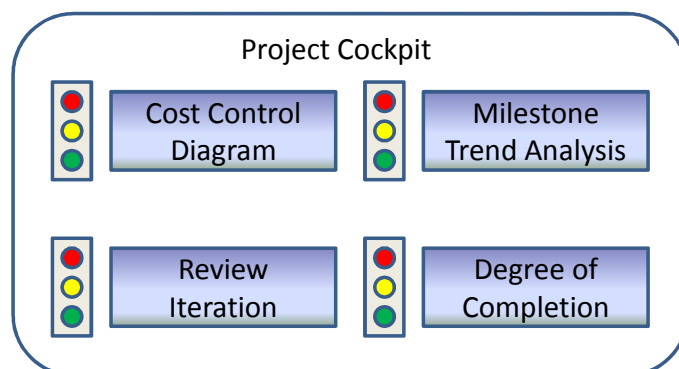 Project Cockpit
Cost Control
Diagram
Milestone
Trend Analysis
Review
Iteration
Degree of
Completion